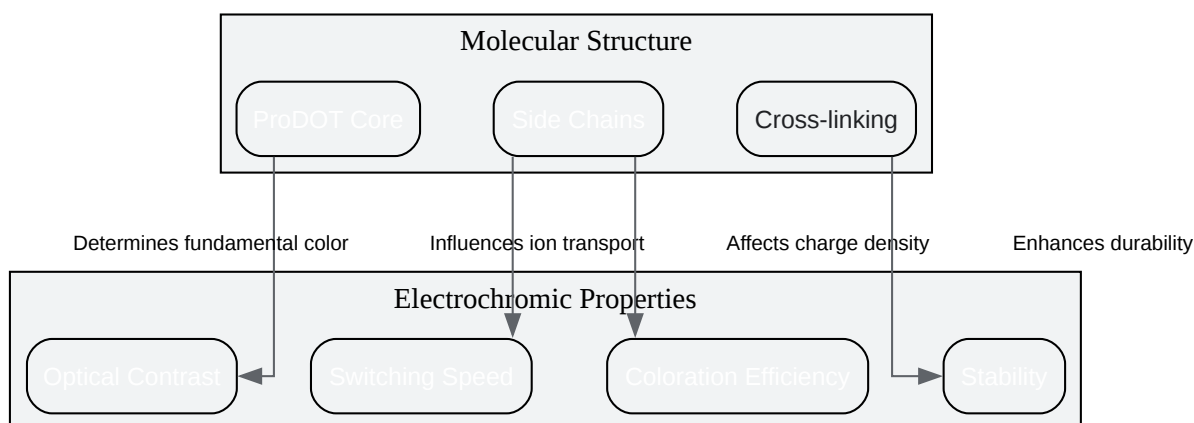 Molecular Structure
ProDOT Core
Side Chains
Cross-linking
Determines fundamental color
Influences ion transport
Affects charge density
Enhances durability
Electrochromic Properties
Optical Contrast
Switching Speed
Coloration Efficiency
Stability